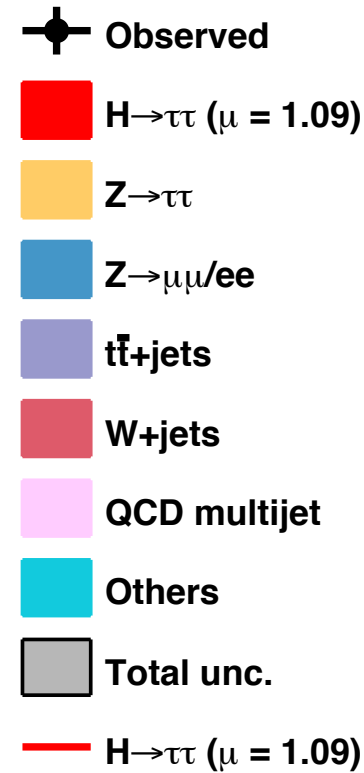 Observed
H→ττ (μ = 1.09)
Z→ττ
Z→μμ/ee
tt̄+jets
W+jets
QCD multijet
Others
Total unc.
H→ττ (μ = 1.09)